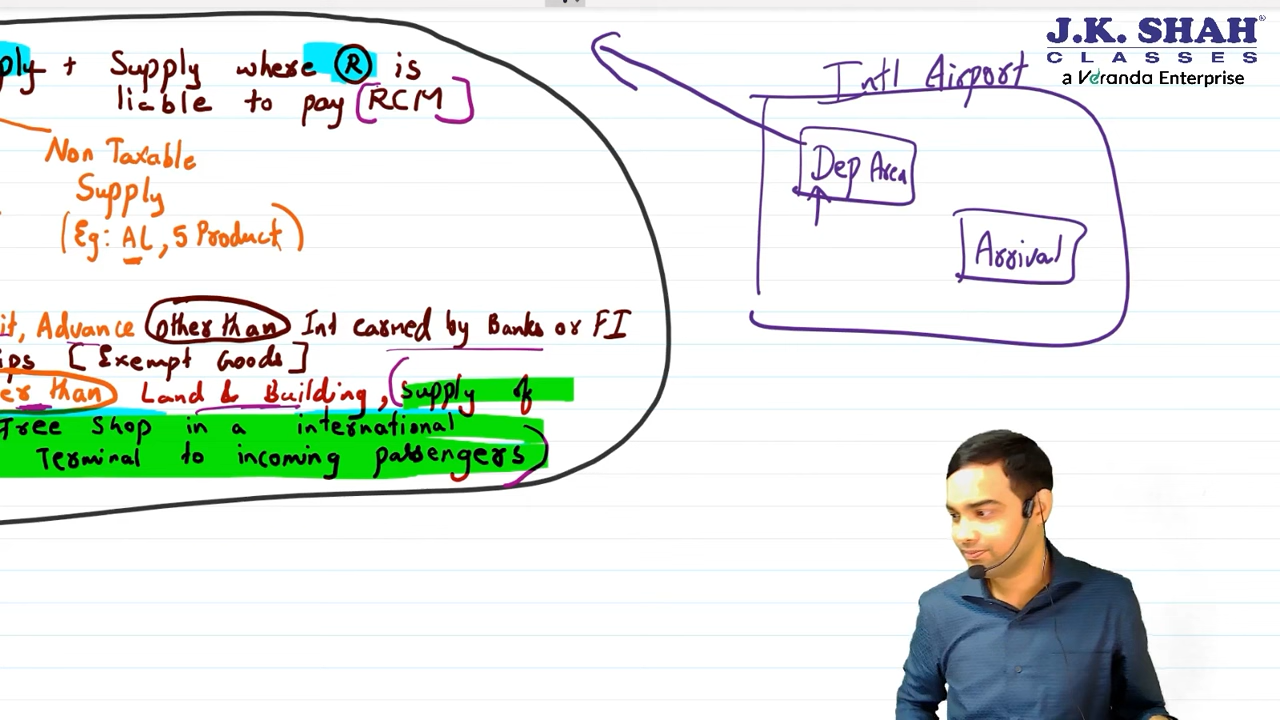 ply + Supply where R is
liable to pay [RCM]
Non Taxable
Supply
(Eg: AL, 5 Product)
it, Advance other than Int earned by Banks or FI
ips [Exempt Goods]
er than Land & Building, (supply of
Free Shop in a international
Terminal to incoming passengers)
Int'l Airport
Dep Area
Arrival
J.K. SHAH®
CLASSES
a Veranda Enterprise